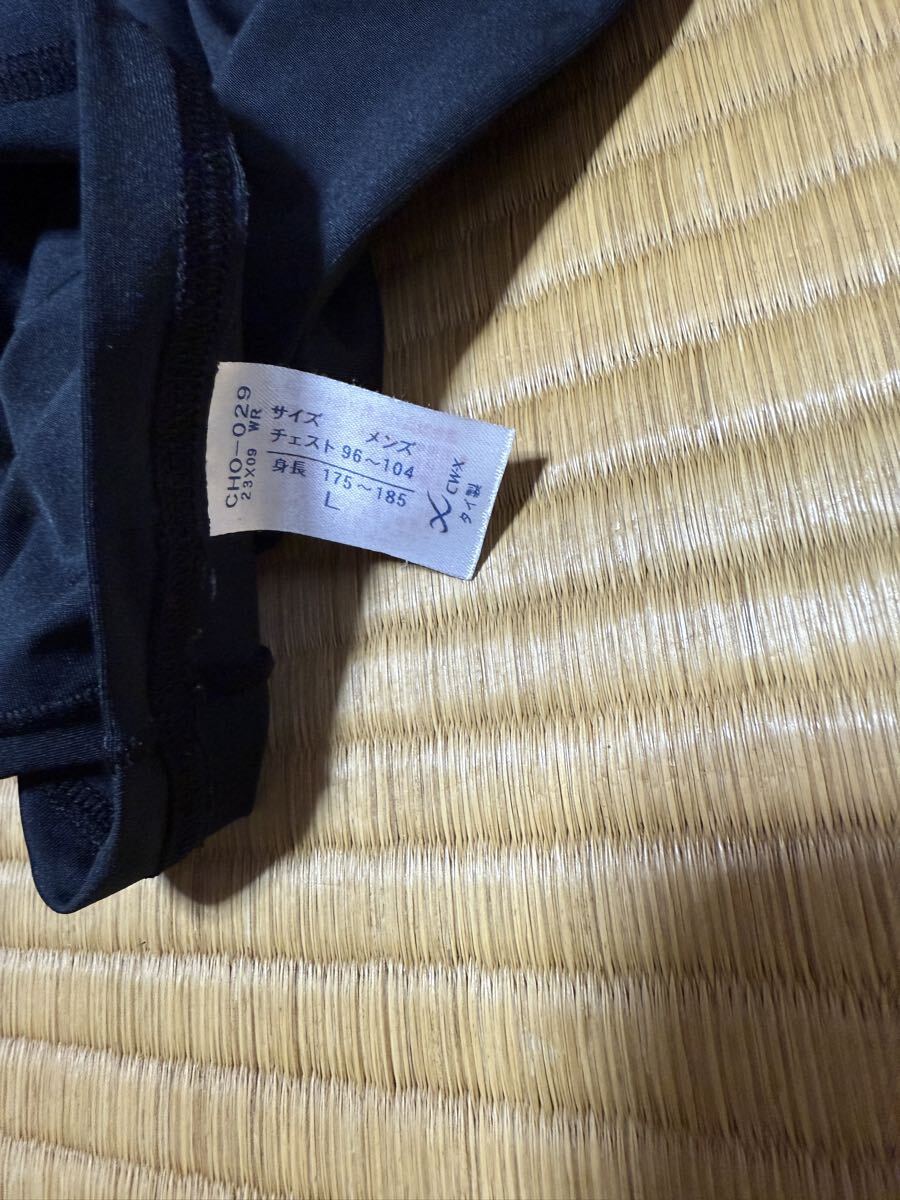 CHO-029
23X09 WR
サイズ メンズ
チェスト 96~104
身長 175~185
L
CW-X
タイ製